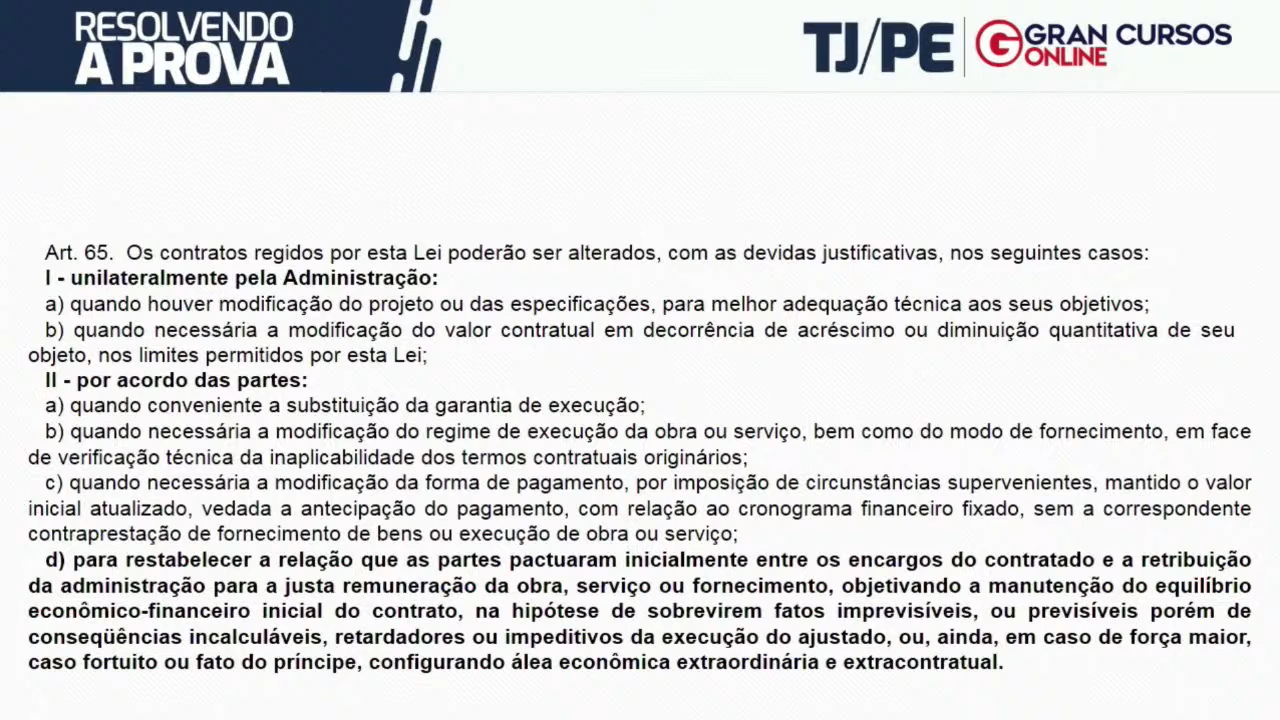 RESOLVENDO
A PROVA
TJ/PE
GRAN CURSOS
ONLINE
Art. 65. Os contratos regidos por esta Lei poderão ser alterados, com as devidas justificativas, nos seguintes casos:
I - unilateralmente pela Administração:
a) quando houver modificação do projeto ou das especificações, para melhor adequação técnica aos seus objetivos;
b) quando necessária a modificação do valor contratual em decorrência de acréscimo ou diminuição quantitativa de seu
objeto, nos limites permitidos por esta Lei;
II - por acordo das partes:
a) quando conveniente a substituição da garantia de execução;
b) quando necessária a modificação do regime de execução da obra ou serviço, bem como do modo de fornecimento, em face
de verificação técnica da inaplicabilidade dos termos contratuais originários;
c) quando necessária a modificação da forma de pagamento, por imposição de circunstâncias supervenientes, mantido o valor
inicial atualizado, vedada a antecipação do pagamento, com relação ao cronograma financeiro fixado, sem a correspondente
contraprestação de fornecimento de bens ou execução de obra ou serviço;
d) para restabelecer a relação que as partes pactuaram inicialmente entre os encargos do contratado e a retribuição
da administração para a justa remuneração da obra, serviço ou fornecimento, objetivando a manutenção do equilíbrio
econômico-financeiro inicial do contrato, na hipótese de sobrevirem fatos imprevisíveis, ou previsíveis porém de
conseqüências incalculáveis, retardadores ou impeditivos da execução do ajustado, ou, ainda, em caso de força maior,
caso fortuito ou fato do príncipe, configurando álea econômica extraordinária e extracontratual.